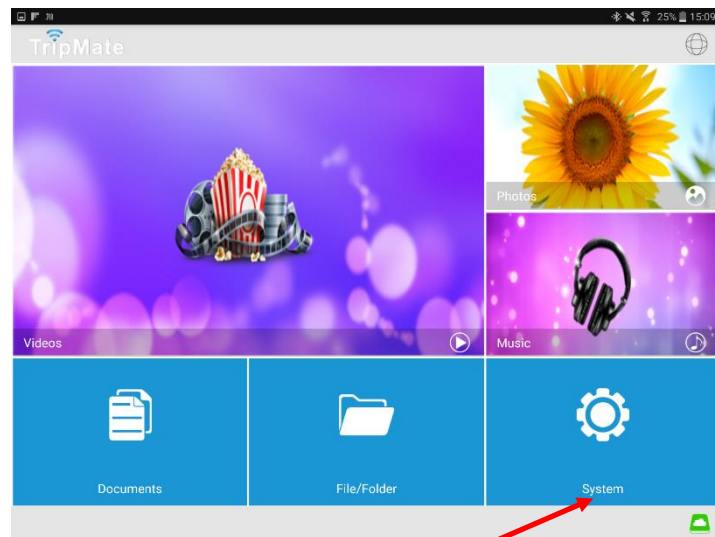 25% 15:09
TripMate
Photos
Videos
Music
Documents
File/Folder
System